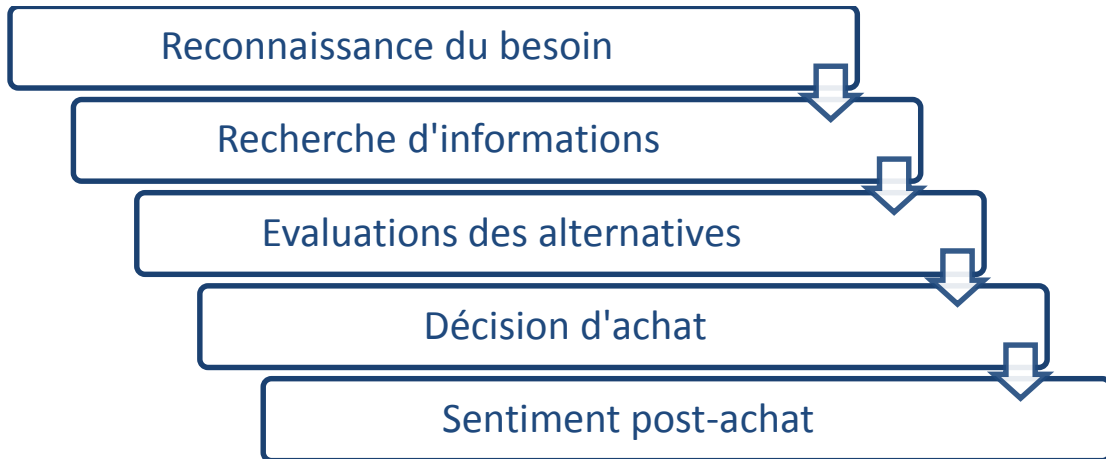 Reconnaissance du besoin
Recherche d'informations
Evaluations des alternatives
Décision d'achat
Sentiment post-achat